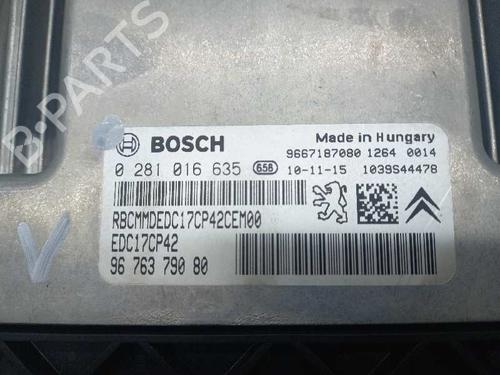 B-PARTS
BOSCH
Made in Hungary
9667187080 1264 0014
0 281 016 635 658 10-11-15 1039S44478
RBCMMDEDC17CP42CEM00
EDC17CP42
96 763 790 80
V